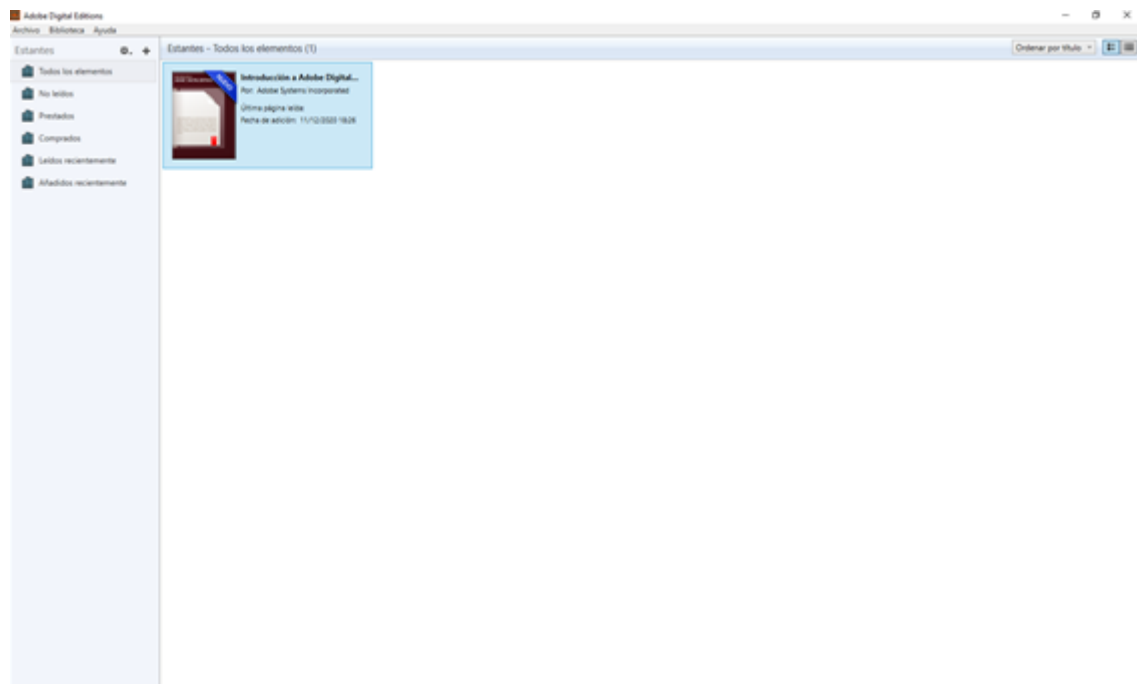 Adobe Digital Editions
Archivo Biblioteca Ayuda
Estantes
Todos los elementos
No leídos
Prestados
Comprados
Leídos recientemente
Añadidos recientemente
Estantes - Todos los elementos (1)
Ordenar por título
NUEVO
Introducción a Adobe Digital...
Por: Adobe Systems Incorporated
Última página leída:
Fecha de adición: 11/12/2020 18:26